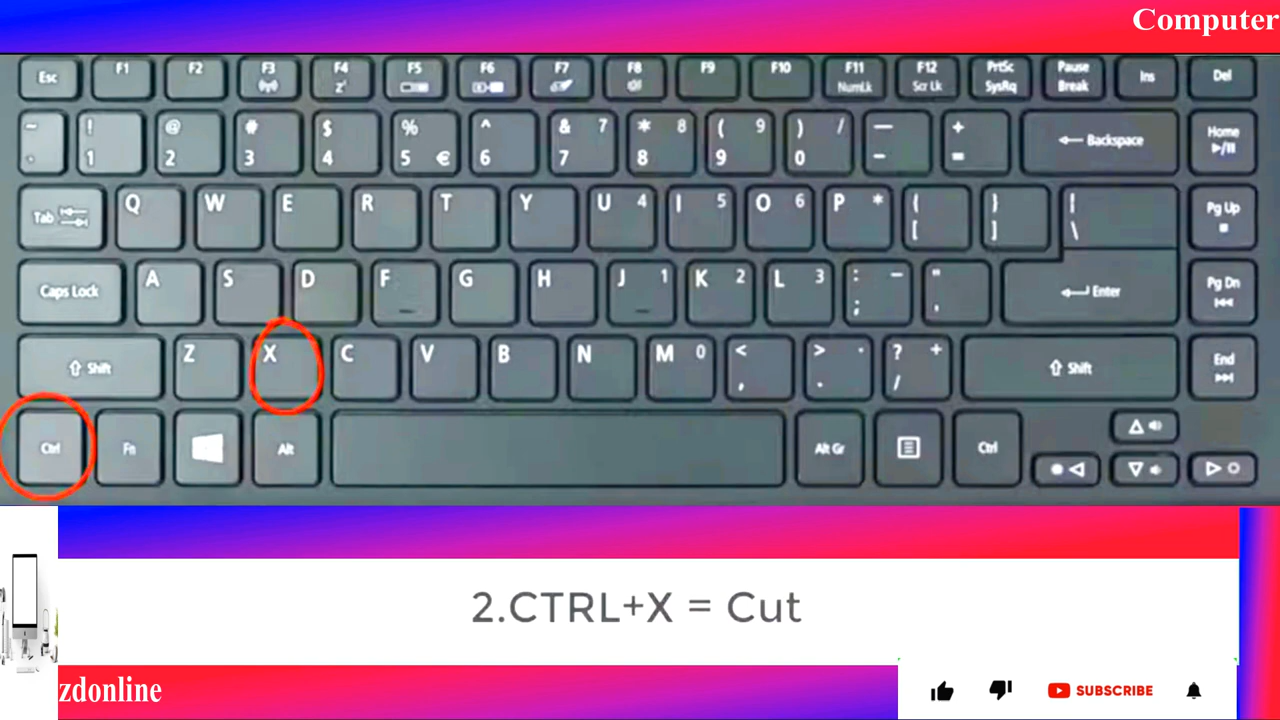 Computer
Esc F1 F2 F3 F4 F5 F6 F7 F8 F9 F10 F11 F12 PrtSc Pause Ins Del
zᶻ NumLk Scr Lk SysRq Break
~ ! @ # $ % ^ & 7 * 8 ( 9 ) / — + Backspace Home
1 2 3 4 5 € 6 7 8 9 0 - =
Tab Q W E R T Y U 4 I 5 O 6 P * { [ } ] | \ Pg Up
Caps Lock A S D F G H J 1 K 2 L 3 : ; " ' Enter Pg Dn
Shift Z X C V B N M 0 < , > . ? / + Shift End
Ctrl Fn Alt Alt Gr Ctrl
2.CTRL+X = Cut
zdonline
SUBSCRIBE